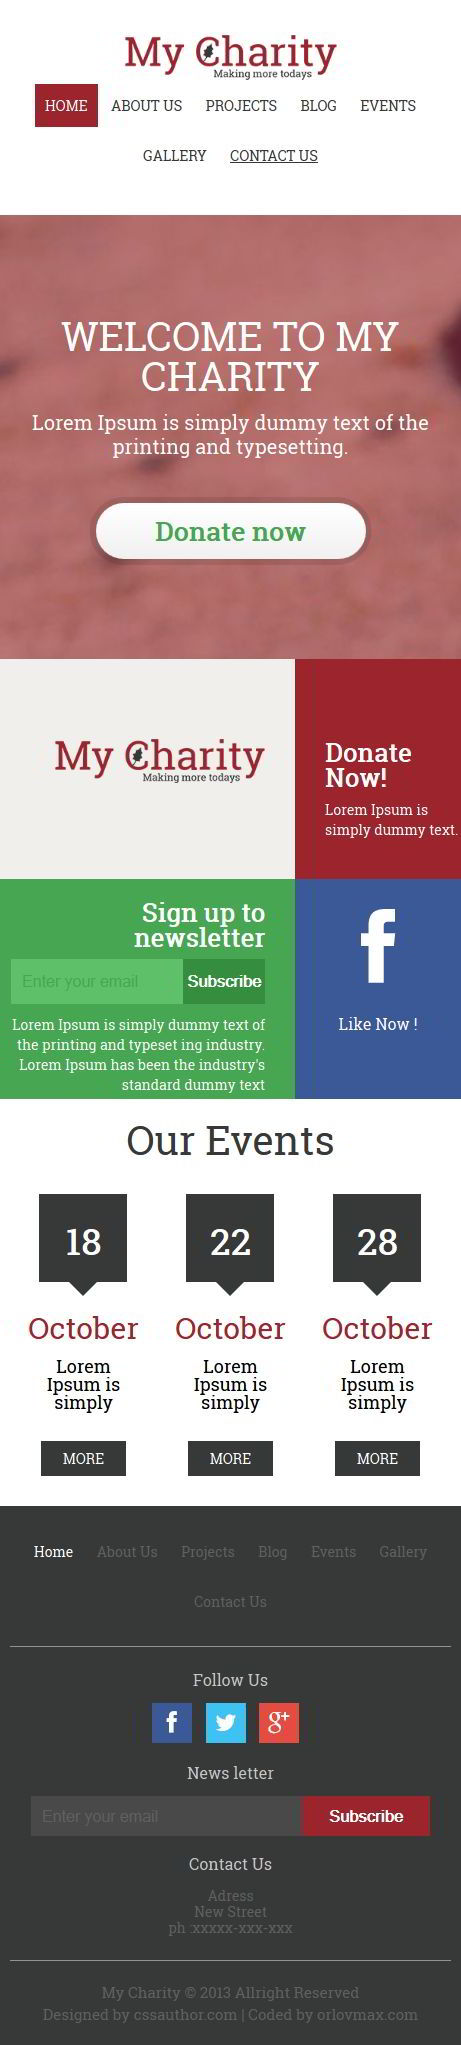 My Charity
Making more todays
HOME ABOUT US PROJECTS BLOG EVENTS
GALLERY CONTACT US
WELCOME TO MY
CHARITY
Lorem Ipsum is simply dummy text of the
printing and typesetting.
Donate now
My Charity
Making more todays
Donate
Now!
Lorem Ipsum is
simply dummy text.
Sign up to
newsletter
Enter your email Subscribe
Lorem Ipsum is simply dummy text of
the printing and typeset ing industry.
Lorem Ipsum has been the industry's
standard dummy text
f
Like Now !
Our Events
18 22 28
October October October
Lorem Lorem Lorem
Ipsum is Ipsum is Ipsum is
simply simply simply
MORE MORE MORE
Home About Us Projects Blog Events Gallery
Contact Us
Follow Us
f g+
News letter
Enter your email Subscribe
Contact Us
Adress
New Street
ph :xxxxx-xxx-xxx
My Charity © 2013 Allright Reserved
Designed by cssauthor.com | Coded by orlovmax.com